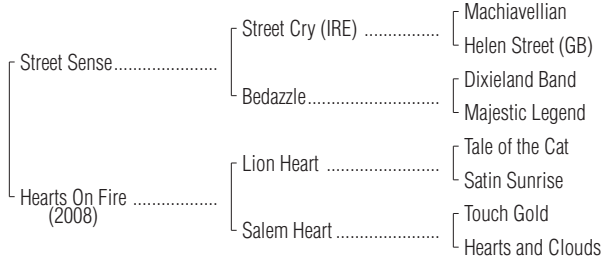 Machiavellian
Street Cry (IRE) ..................
Helen Street (GB)
Street Sense.......................
Dixieland Band
Bedazzle................................
Majestic Legend
Tale of the Cat
Lion Heart ...........................
Satin Sunrise
Hearts On Fire ....................
(2008)
Touch Gold
Salem Heart .........................
Hearts and Clouds